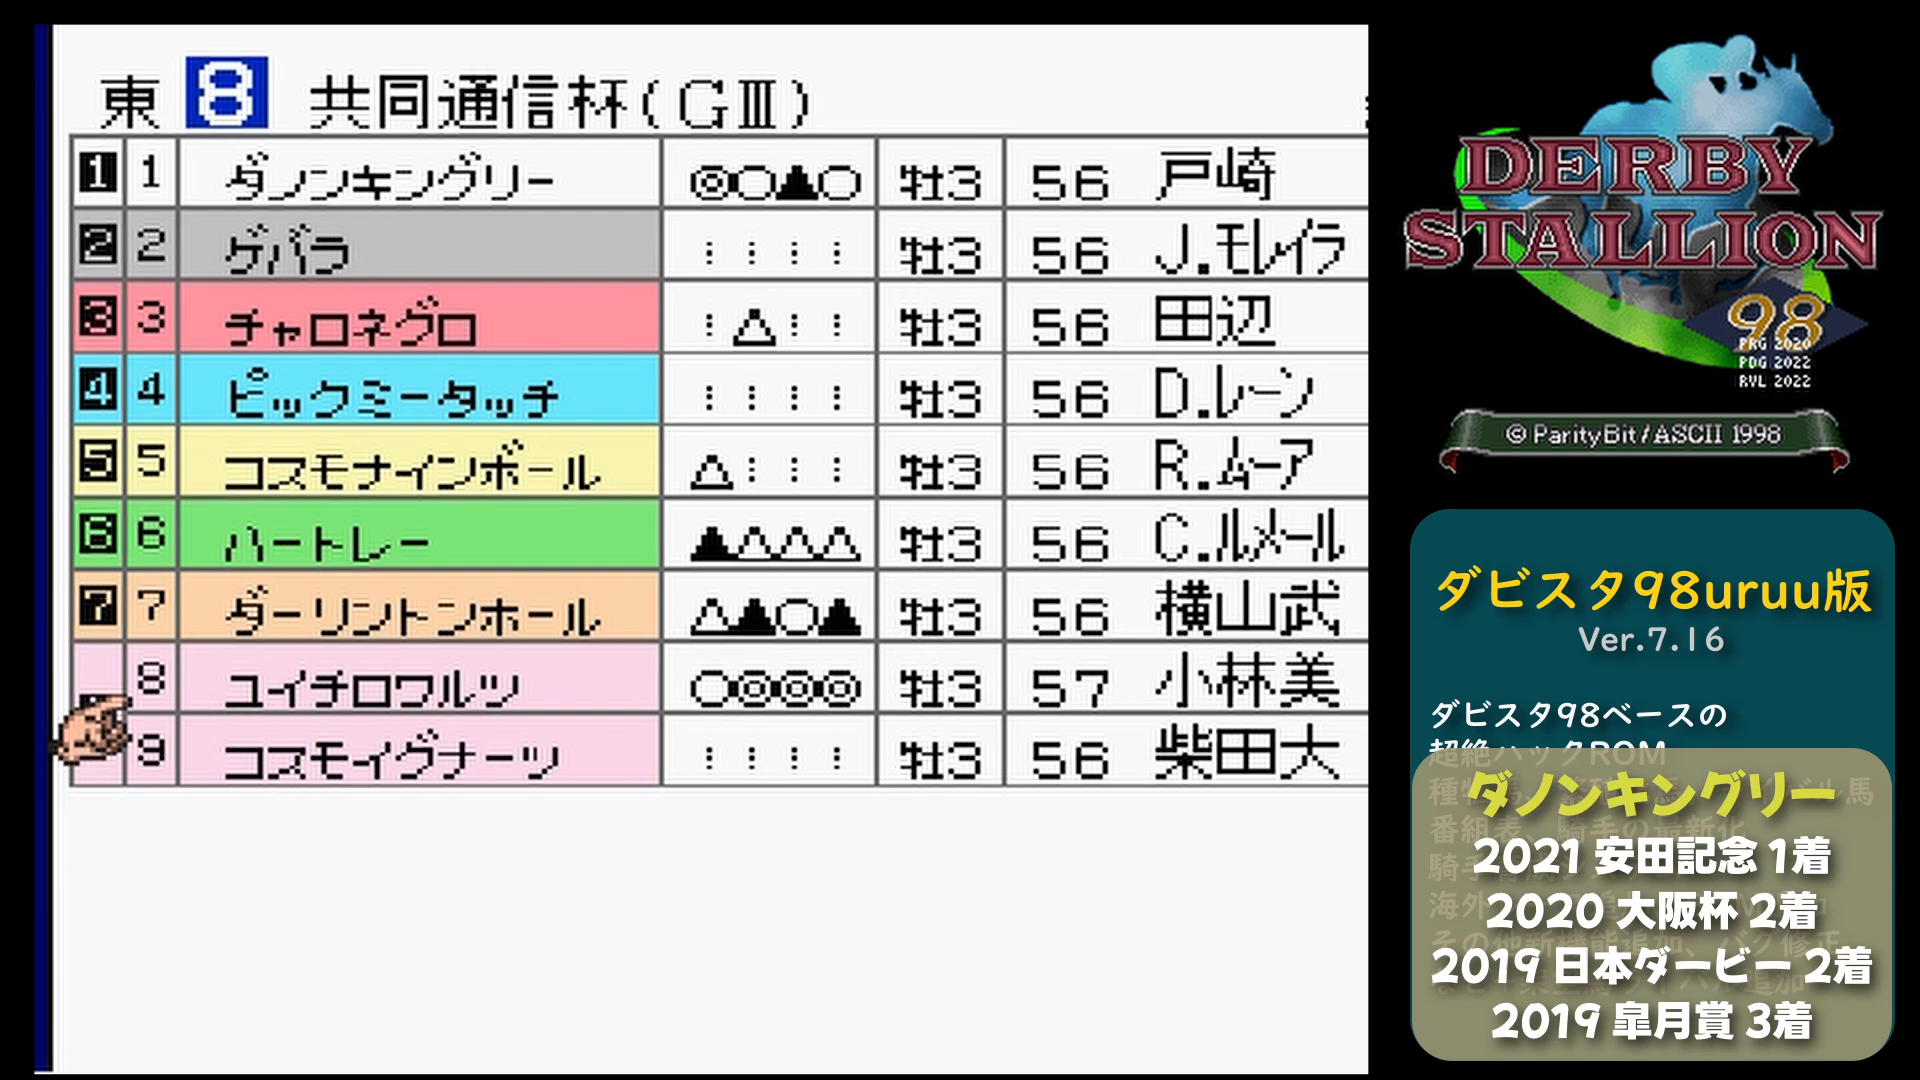 東 8 共同通信杯(GⅢ)
1 1 ダノンキングリー ◎○▲○ 牡3 56 戸崎
2 2 ゲバラ ：：：： 牡3 56 J.モレイラ
3 3 チャロネグロ ：△：： 牡3 56 田辺
4 4 ピックミータッチ ：：：： 牡3 56 D.レーン
5 5 コスモナインボール △：：： 牡3 56 R.ムーア
6 6 ハートレー ▲△△△ 牡3 56 C.ルメール
7 7 ダーリントンホール △▲○▲ 牡3 56 横山武
8 ユイチロワルツ ○◎◎◎ 牡3 57 小林美
9 コスモイグナーツ ：：：： 牡3 56 柴田大
DERBY
STALLION
98
PRG 2020
PDG 2022
RVL 2022
© ParityBit/ASCII 1998
ダビスタ98uruu版
Ver.7.16
ダビスタ98ベースの
超絶ハックROM
ダノンキングリー
2021 安田記念 1着
2020 大阪杯 2着
2019 日本ダービー 2着
2019 皐月賞 3着